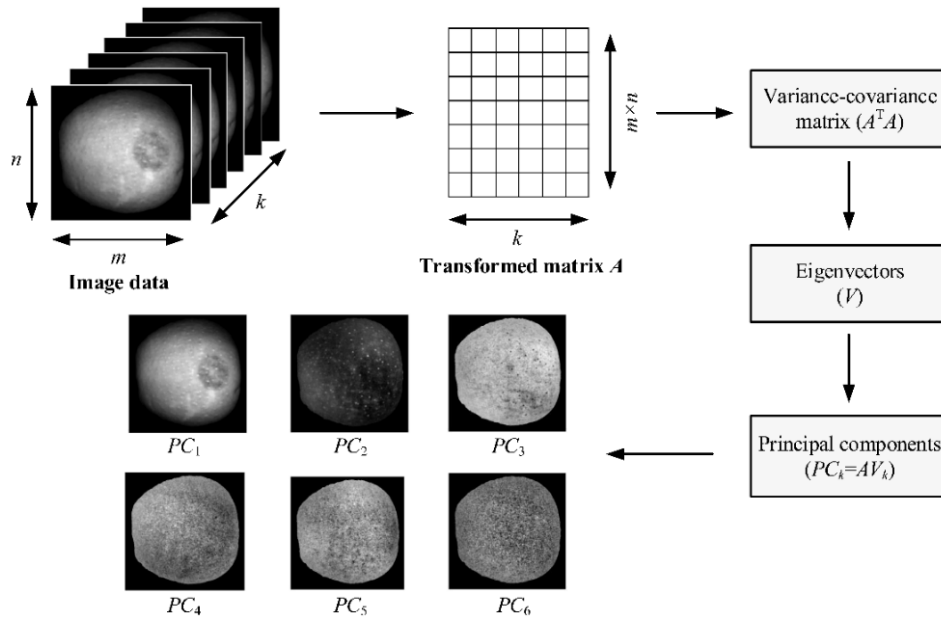 n
m
k
Image data
m×n
k
Transformed matrix A
Variance-covariance
matrix (AᵀA)
Eigenvectors
(V)
Principal components
(PCₖ=AVₖ)
PC₁
PC₂
PC₃
PC₄
PC₅
PC₆